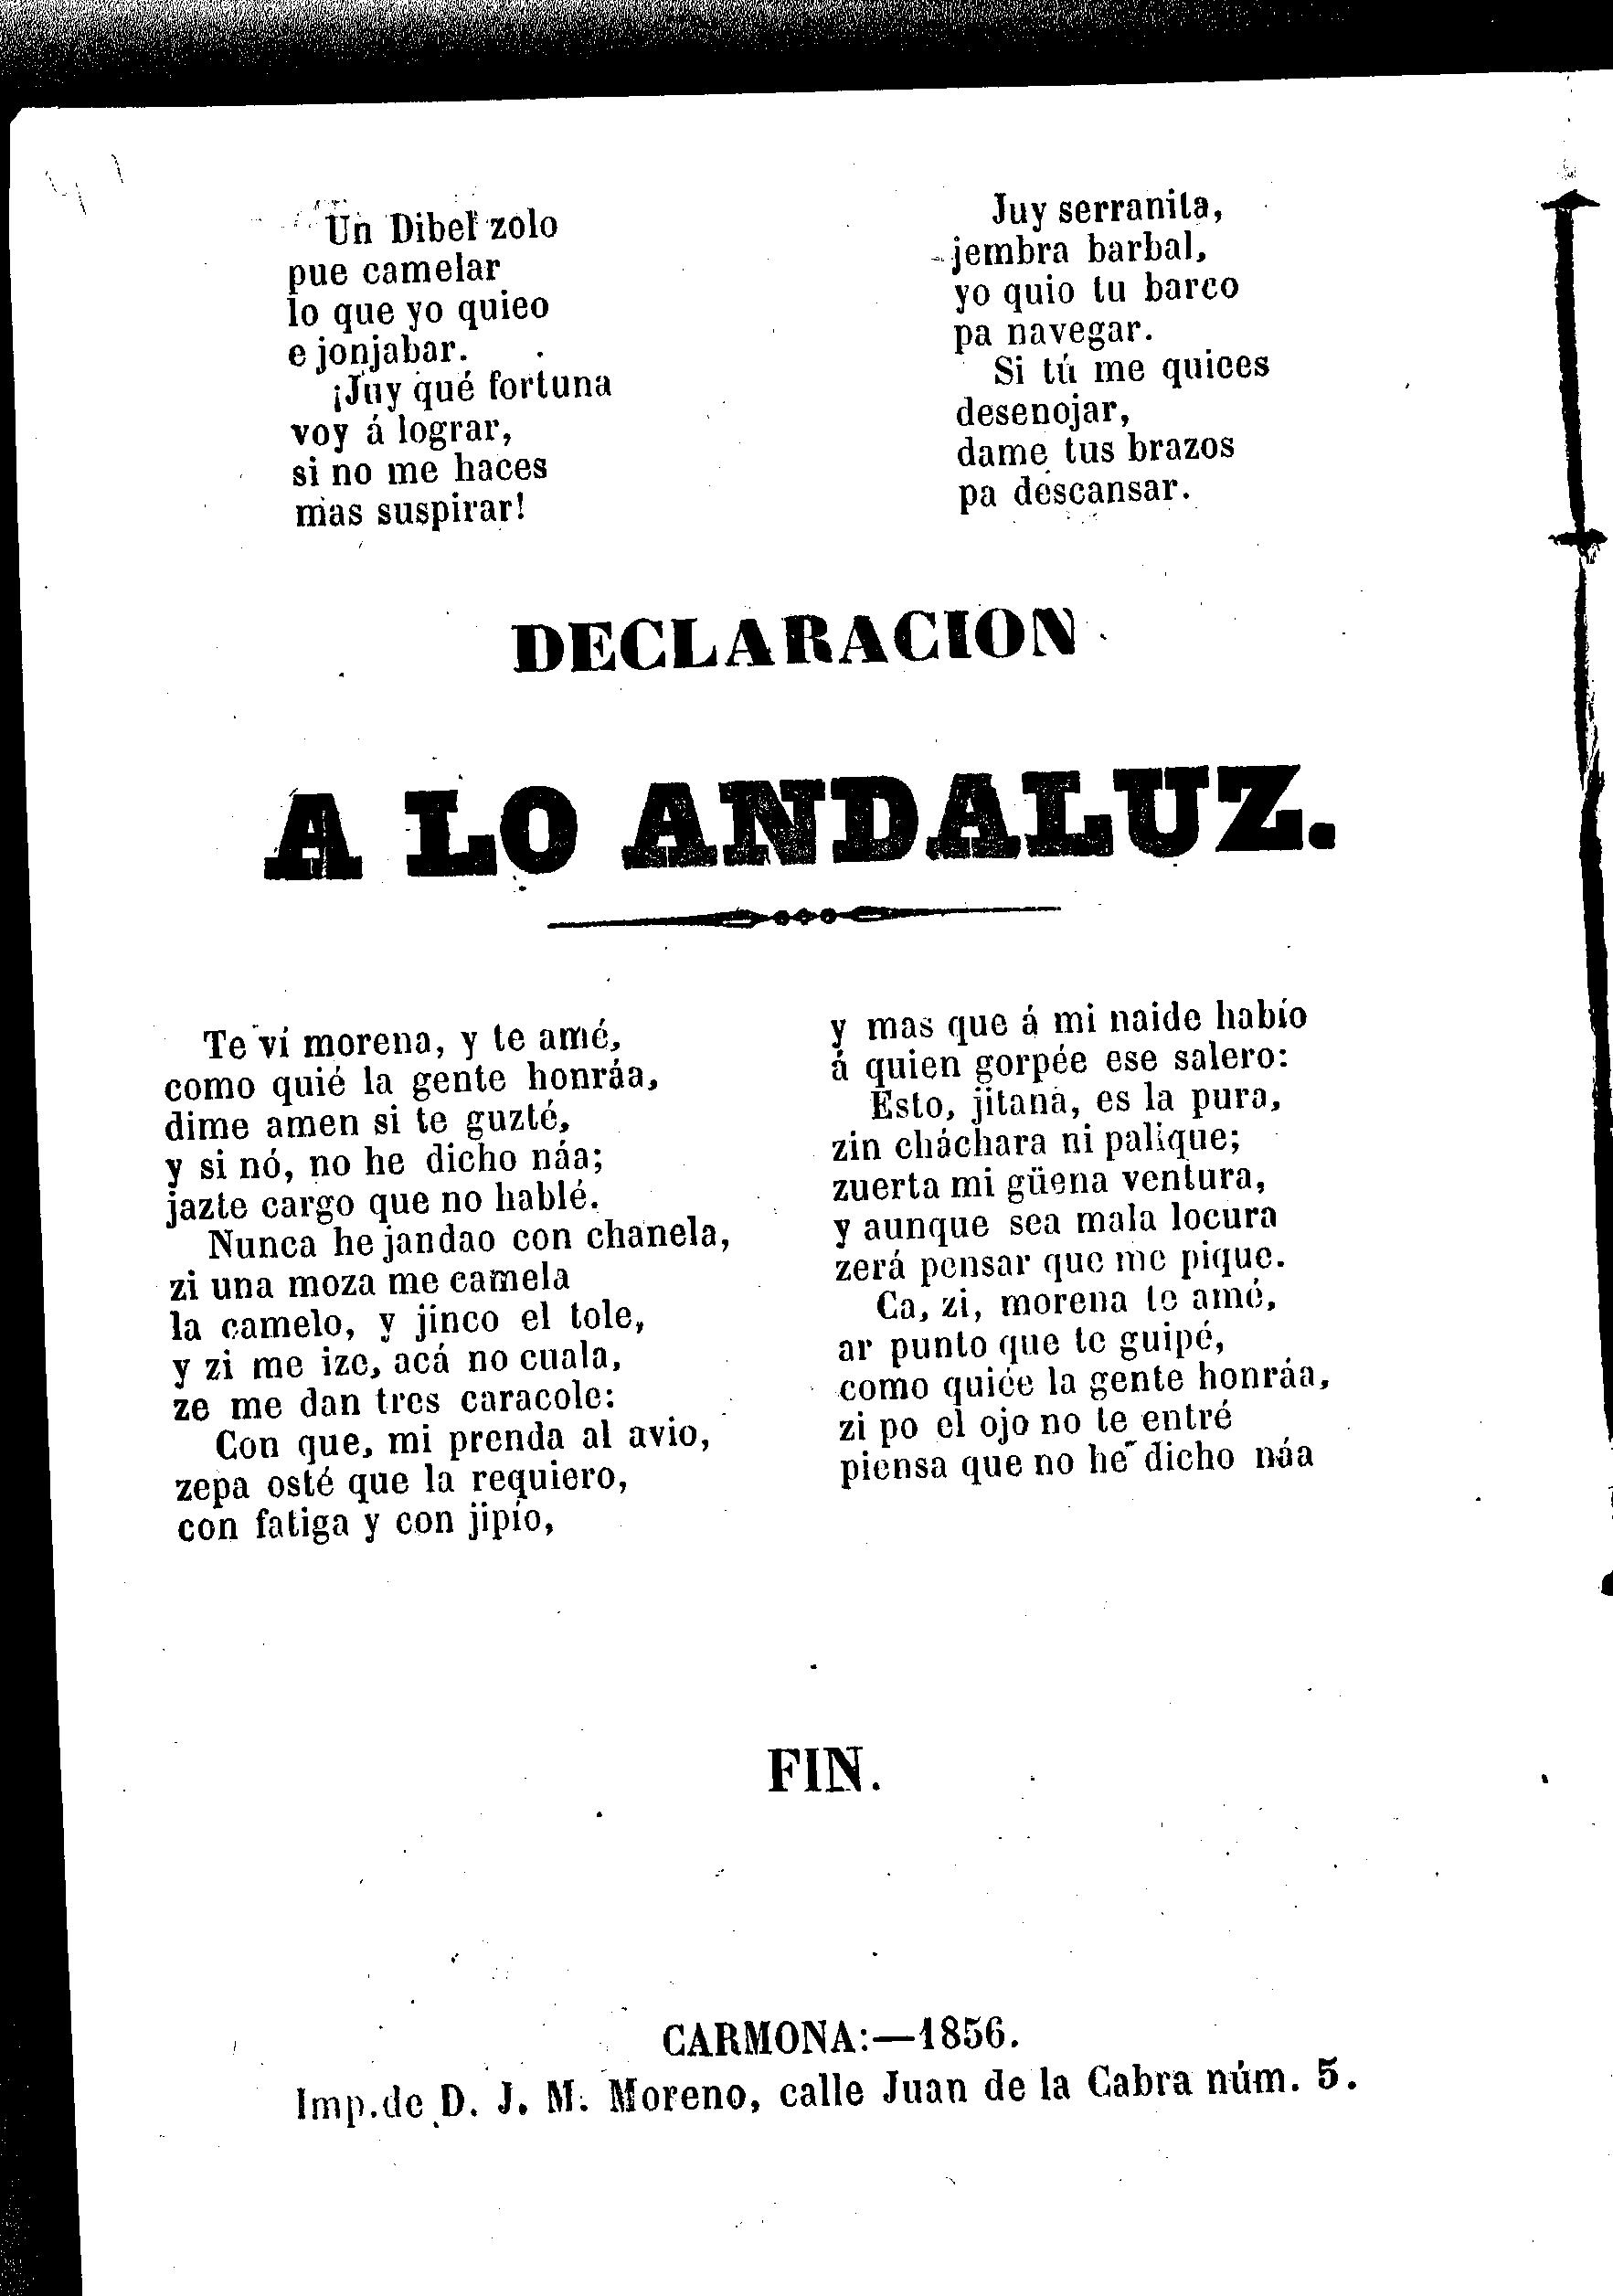 Un Dibel zolo
pue camelar
lo que yo quieo
e jonjabar.
¡Juy qué fortuna
voy á lograr,
si no me haces
mas suspirar!
Juy serranita,
jembra barbal,
yo quio tu barco
pa navegar.
Si tú me quices
desenojar,
dame tus brazos
pa descansar.
DECLARACION
A LO ANDALUZ.
Te ví morena, y te amé,
como quié la gente honráa,
dime amen si te guzté,
y si nó, no he dicho náa;
jazte cargo que no hablé.
Nunca he jandao con chanela,
zi una moza me camela
la camelo, y jinco el tole,
y zi me ize, acá no cuala,
ze me dan tres caracole:
Con que, mi prenda al avio,
zepa osté que la requiero,
con fatiga y con jipío,
y mas que á mi naide habío
á quien gorpée ese salero:
Esto, jitana, es la pura,
zin cháchara ni palique;
zuerta mi güena ventura,
y aunque sea mala locura
zerá pensar que me pique.
Ca, zi, morena te amé,
ar punto que te guipé,
como quiée la gente honráa,
zi po el ojo no te entré
piensa que no he dicho náa
FIN.
CARMONA:—1856.
Imp. de D. J. M. Moreno, calle Juan de la Cabra núm. 5.